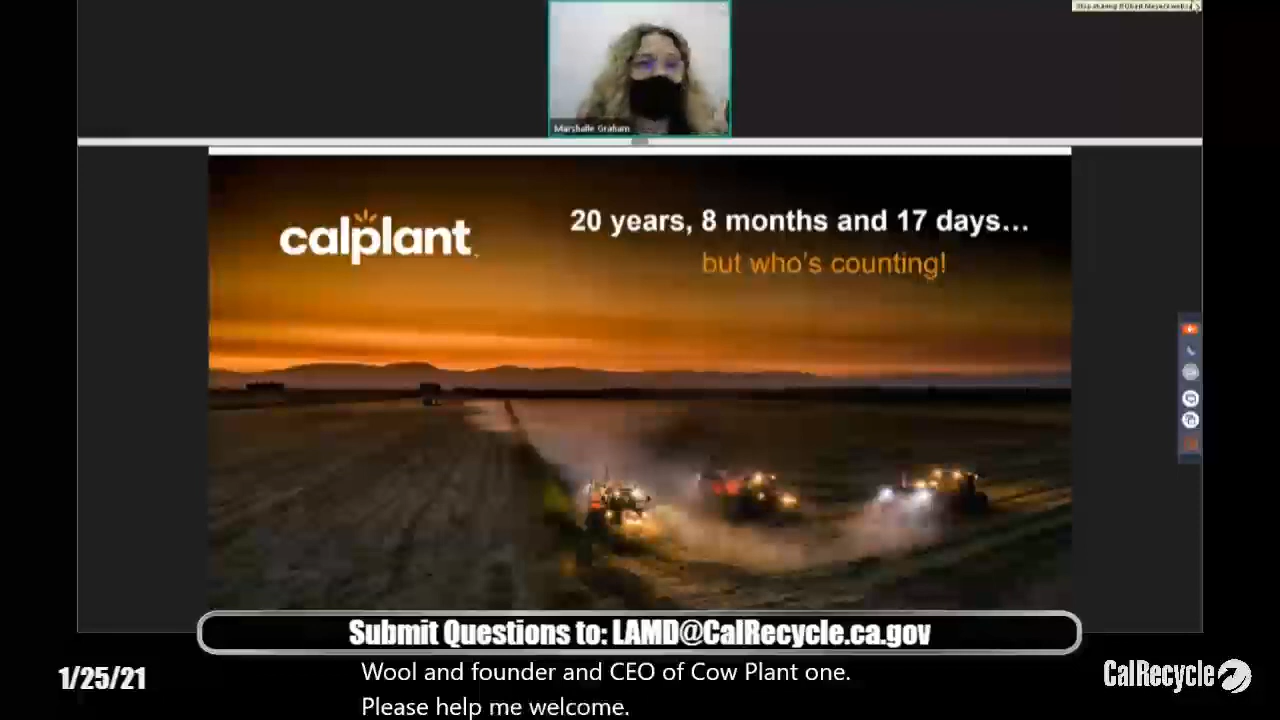 Marshalle Graham
calplant
20 years, 8 months and 17 days...
but who's counting!
Submit Questions to: LAMD@CalRecycle.ca.gov
1/25/21
Wool and founder and CEO of Cow Plant one.
Please help me welcome.
CalRecycle